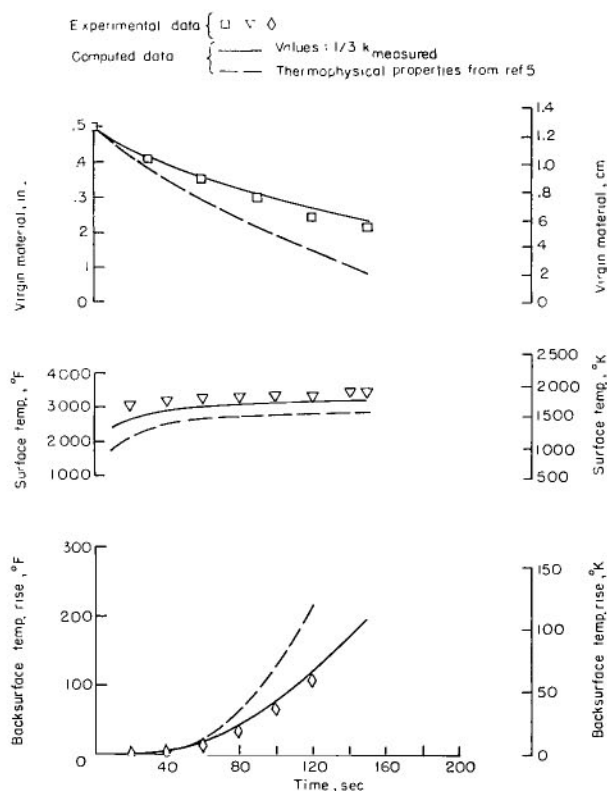 Experimental data { □ ▽ ◊
Computed data { Values : 1/3 k measured
Thermophysical properties from ref 5
.5
.4
.3
.2
.1
0
Virgin material, in.
1.4
1.2
1.0
.8
.6
.4
.2
0
Virgin material, cm
4000
3000
2000
1000
Surface temp., °F
2500
2000
1500
1000
500
Surface temp., °K
300
200
100
0
Backsurface temp. rise, °F
150
100
50
0
Backsurface temp. rise, °K
0 40 80 120 160 200
Time, sec